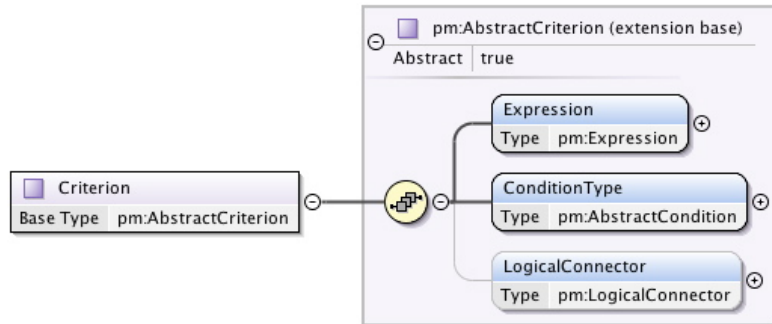 pm:AbstractCriterion (extension base)
Abstract true
Expression
Type pm:Expression
Criterion
Base Type pm:AbstractCriterion
ConditionType
Type pm:AbstractCondition
LogicalConnector
Type pm:LogicalConnector